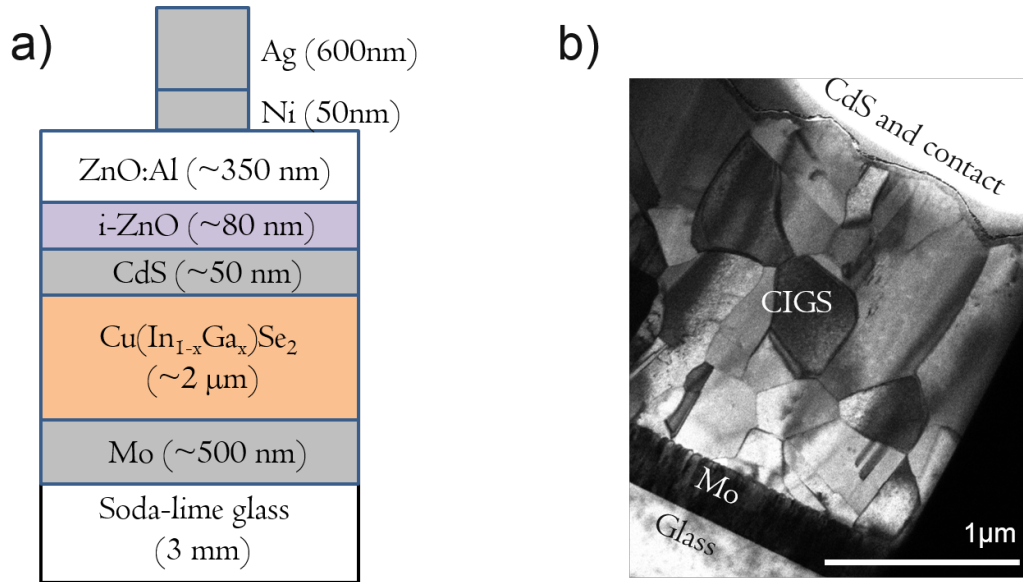 a)
Ag (600nm)
Ni (50nm)
ZnO:Al (~350 nm)
i-ZnO (~80 nm)
CdS (~50 nm)
Cu(In₁₋ₓGaₓ)Se₂
(~2 μm)
Mo (~500 nm)
Soda-lime glass
(3 mm)
b)
CdS and contact
CIGS
Mo
Glass
1μm